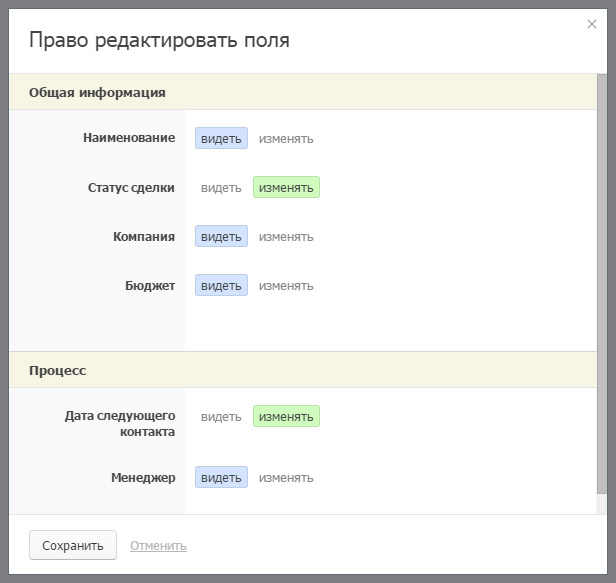 Право редактировать поля
×
Общая информация
Наименование видеть изменять
Статус сделки видеть изменять
Компания видеть изменять
Бюджет видеть изменять
Процесс
Дата следующего
контакта видеть изменять
Менеджер видеть изменять
Сохранить Отменить